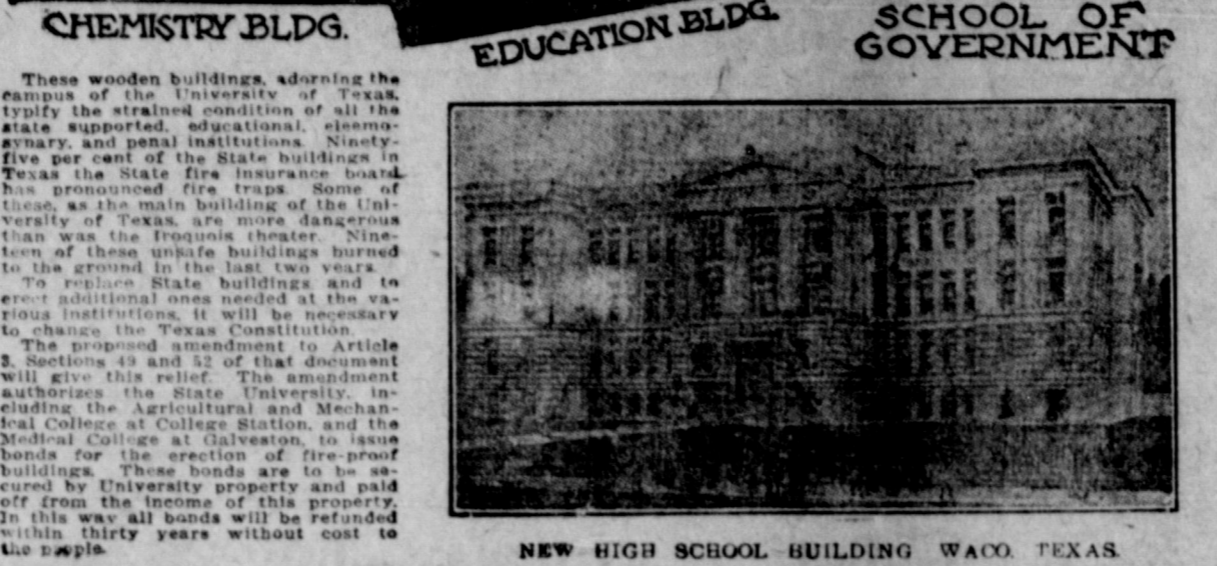 CHEMISTRY BLDG.
EDUCATION BLDG.
SCHOOL OF
GOVERNMENT
These wooden buildings, adorning the
campus of the University of Texas,
typify the strained condition of all the
state supported, educational, eleemo-
synary, and penal institutions. Ninety-
five per cent of the State buildings in
Texas the State fire insurance board
has pronounced fire traps. Some of
these, as the main building of the Uni-
versity of Texas, are more dangerous
than was the Iroquois theater. Nine-
teen of these unsafe buildings burned
to the ground in the last two years.
To replace State buildings and to
erect additional ones needed at the va-
rious institutions, it will be necessary
to change the Texas Constitution.
The proposed amendment to Article
3, Sections 49 and 52 of that document
will give this relief. The amendment
authorizes the State University, in-
cluding the Agricultural and Mechan-
ical College at College Station, and the
Medical College at Galveston, to issue
bonds for the erection of fire-proof
buildings. These bonds are to be se-
cured by University property and paid
off from the income of this property.
In this way all bonds will be refunded
within thirty years without cost to
the people.
NEW HIGH SCHOOL BUILDING WACO, TEXAS.